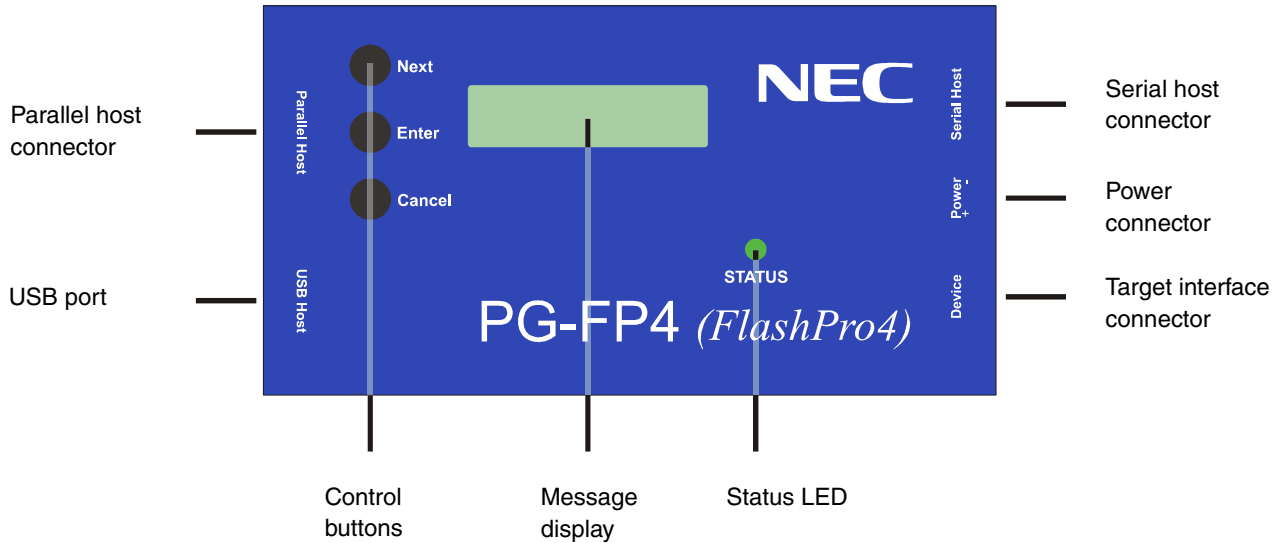 Next
NEC
Parallel Host
Serial Host
Serial host
connector
Parallel host
connector
Enter
Cancel
Power
+ -
Power
connector
STATUS
USB Host
Device
USB port
Target interface
connector
PG-FP4 (FlashPro4)
Control
buttons
Message
display
Status LED